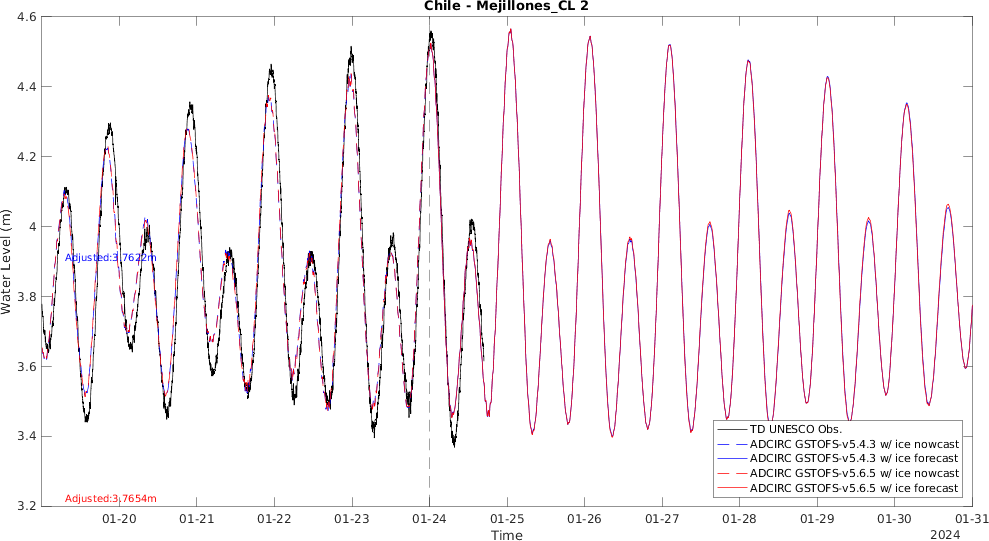 Chile - Mejillones_CL 2
4.6
4.4
4.2
4
3.8
3.6
3.4
3.2
Water Level (m)
Adjusted:3.7622m
Adjusted:3.7654m
TD UNESCO Obs.
ADCIRC GSTOFS-v5.4.3 w/ ice nowcast
ADCIRC GSTOFS-v5.4.3 w/ ice forecast
ADCIRC GSTOFS-v5.6.5 w/ ice nowcast
ADCIRC GSTOFS-v5.6.5 w/ ice forecast
01-20 01-21 01-22 01-23 01-24 01-25 01-26 01-27 01-28 01-29 01-30 01-31
Time
2024